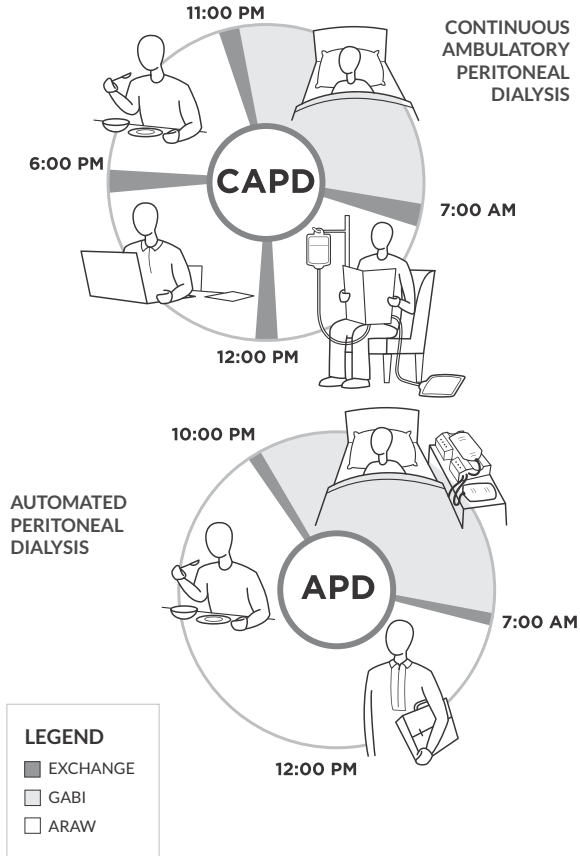 11:00 PM
CONTINUOUS
AMBULATORY
PERITONEAL
DIALYSIS
6:00 PM
CAPD
7:00 AM
12:00 PM
10:00 PM
AUTOMATED
PERITONEAL
DIALYSIS
APD
7:00 AM
12:00 PM
LEGEND
EXCHANGE
GABI
ARAW